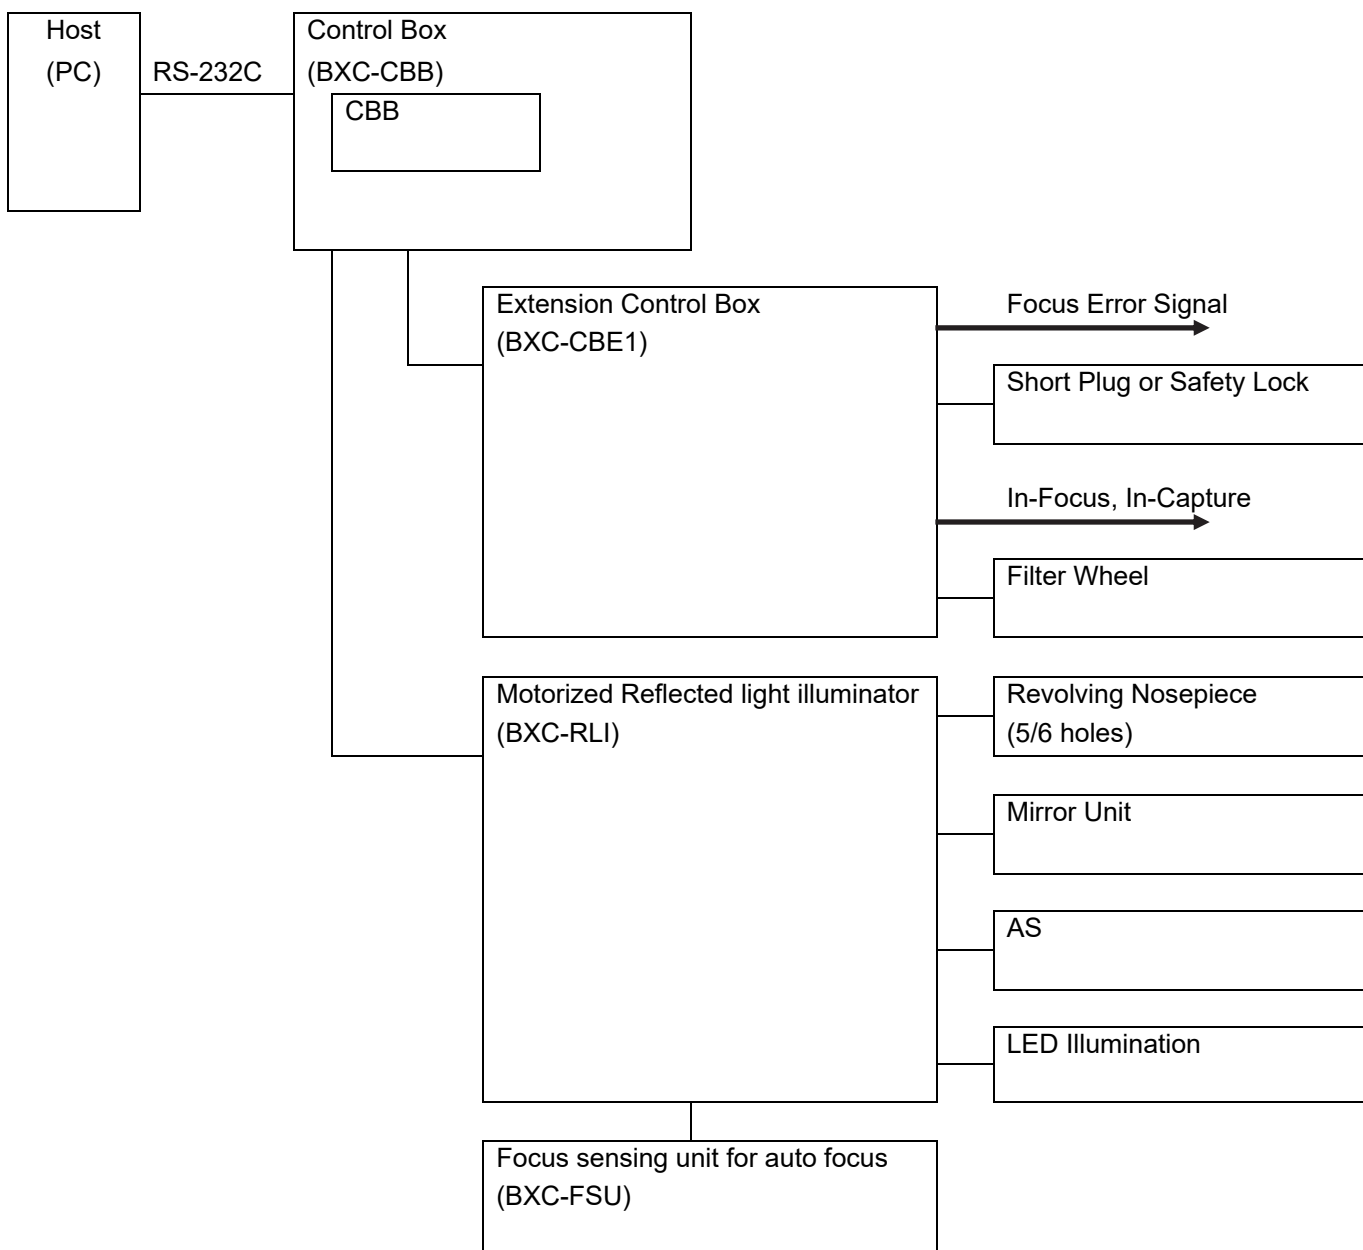 Host
(PC)
RS-232C
Control Box
(BXC-CBB)
CBB
Extension Control Box
(BXC-CBE1)
Focus Error Signal
Short Plug or Safety Lock
In-Focus, In-Capture
Filter Wheel
Motorized Reflected light illuminator
(BXC-RLI)
Revolving Nosepiece
(5/6 holes)
Mirror Unit
AS
LED Illumination
Focus sensing unit for auto focus
(BXC-FSU)